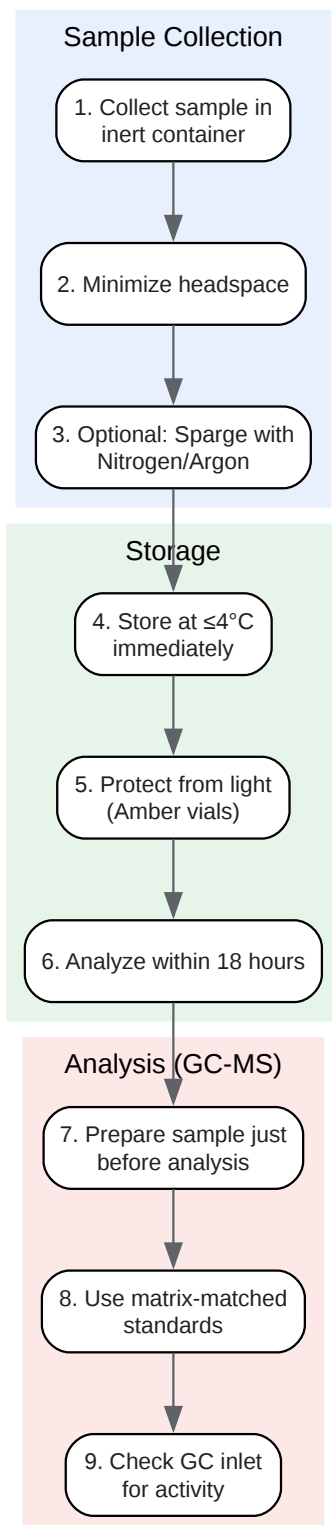 Sample Collection
1. Collect sample in
inert container
2. Minimize headspace
3. Optional: Sparge with
Nitrogen/Argon
Storage
4. Store at ≤4°C
immediately
5. Protect from light
(Amber vials)
6. Analyze within 18 hours
Analysis (GC-MS)
7. Prepare sample just
before analysis
8. Use matrix-matched
standards
9. Check GC inlet
for activity